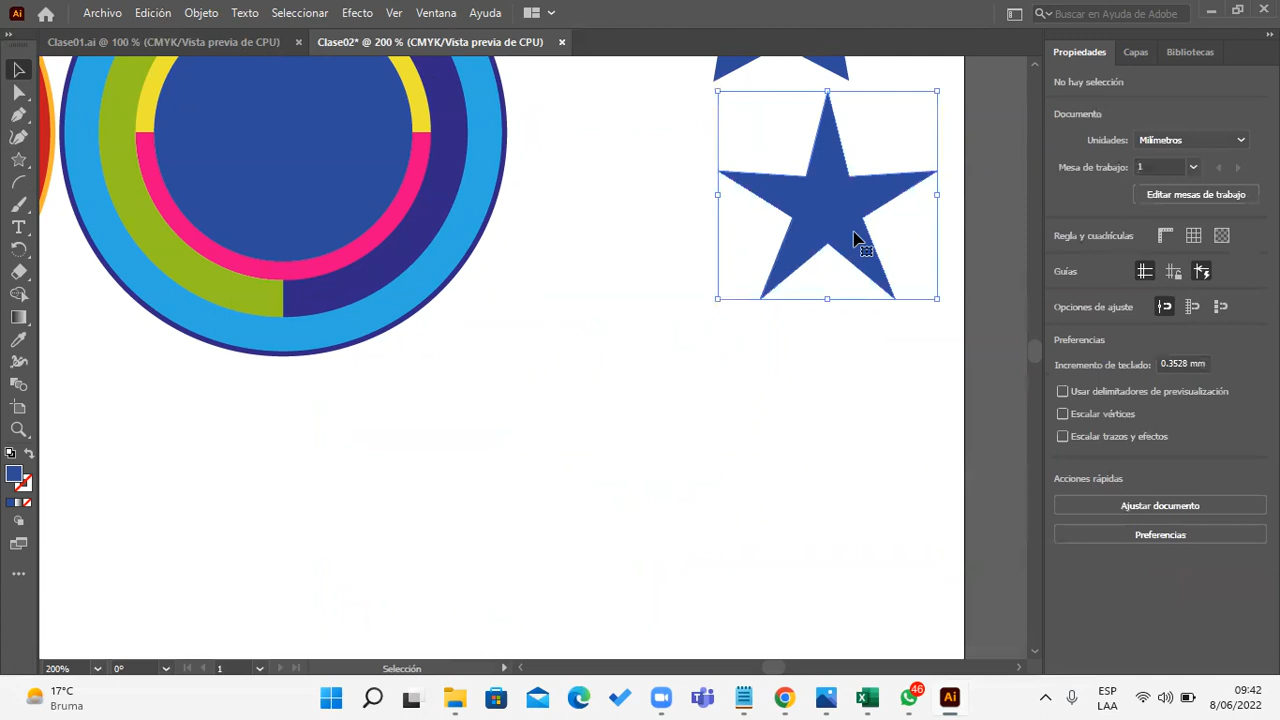 Ai Archivo Edición Objeto Texto Seleccionar Efecto Ver Ventana Ayuda Buscar en Ayuda de Adobe
Clase01.ai @ 100 % (CMYK/Vista previa de CPU) × Clase02* @ 200 % (CMYK/Vista previa de CPU) ×
Propiedades Capas Bibliotecas
No hay selección
Documento
Unidades: Milímetros
Mesa de trabajo: 1
Editar mesas de trabajo
Regla y cuadrículas
Guías
Opciones de ajuste
Preferencias
Incremento de teclado: 0.3528 mm
Usar delimitadores de previsualización
Escalar vértices
Escalar trazos y efectos
Acciones rápidas
Ajustar documento
Preferencias
200% 0° 1 Selección
17°C
Bruma
46
Ai
ESP
LAA
09:42
8/06/2022